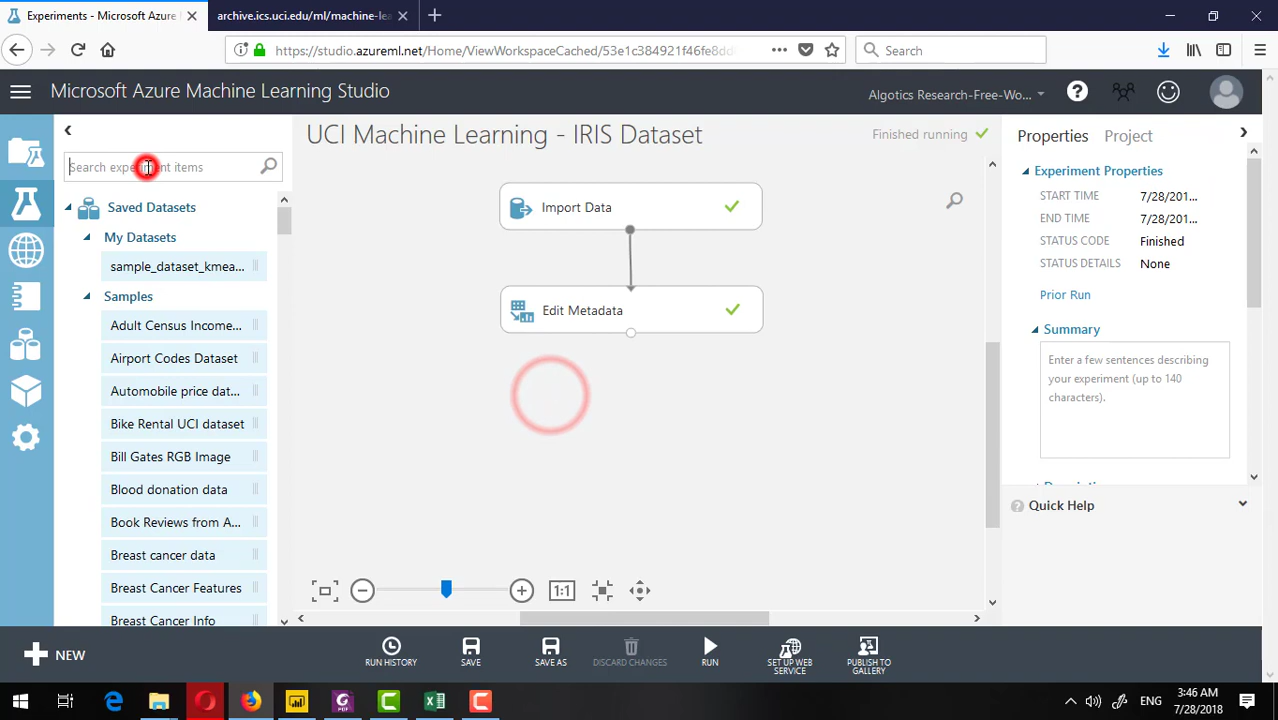 Experiments - Microsoft Azure
archive.ics.uci.edu/ml/machine-lea
https://studio.azureml.net/Home/ViewWorkspaceCached/53e1c384921f46fe8dd
Search
Microsoft Azure Machine Learning Studio
Algotics Research-Free-Wo...
Search experiment items
UCI Machine Learning - IRIS Dataset
Finished running
Properties
Project
Saved Datasets
My Datasets
sample_dataset_kmea...
Samples
Adult Census Income...
Airport Codes Dataset
Automobile price dat...
Bike Rental UCI dataset
Bill Gates RGB Image
Blood donation data
Book Reviews from A...
Breast cancer data
Breast Cancer Features
Breast Cancer Info
Import Data
Edit Metadata
1:1
Experiment Properties
START TIME 7/28/201...
END TIME 7/28/201...
STATUS CODE Finished
STATUS DETAILS None
Prior Run
Summary
Enter a few sentences describing
your experiment (up to 140
characters).
Quick Help
NEW
RUN HISTORY
SAVE
SAVE AS
DISCARD CHANGES
RUN
SET UP WEB
SERVICE
PUBLISH TO
GALLERY
ENG
3:46 AM
7/28/2018